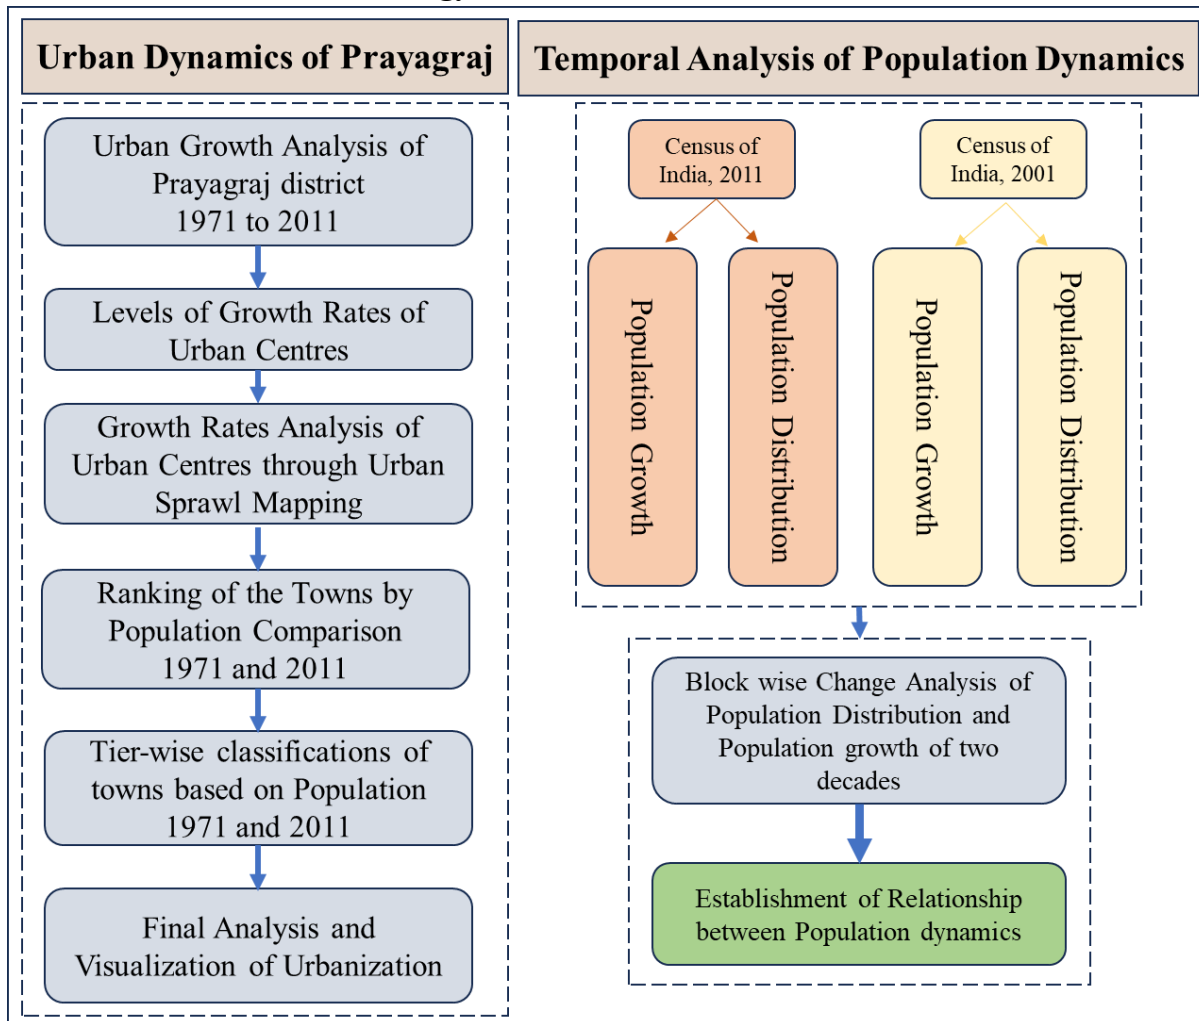 Urban Dynamics of Prayagraj
Urban Growth Analysis of
Prayagraj district
1971 to 2011
Levels of Growth Rates of
Urban Centres
Growth Rates Analysis of
Urban Centres through Urban
Sprawl Mapping
Ranking of the Towns by
Population Comparison
1971 and 2011
Tier-wise classifications of
towns based on Population
1971 and 2011
Final Analysis and
Visualization of Urbanization
Temporal Analysis of Population Dynamics
Census of
India, 2011
Census of
India, 2001
Population Growth
Population Distribution
Population Growth
Population Distribution
Block wise Change Analysis of
Population Distribution and
Population growth of two
decades
Establishment of Relationship
between Population dynamics